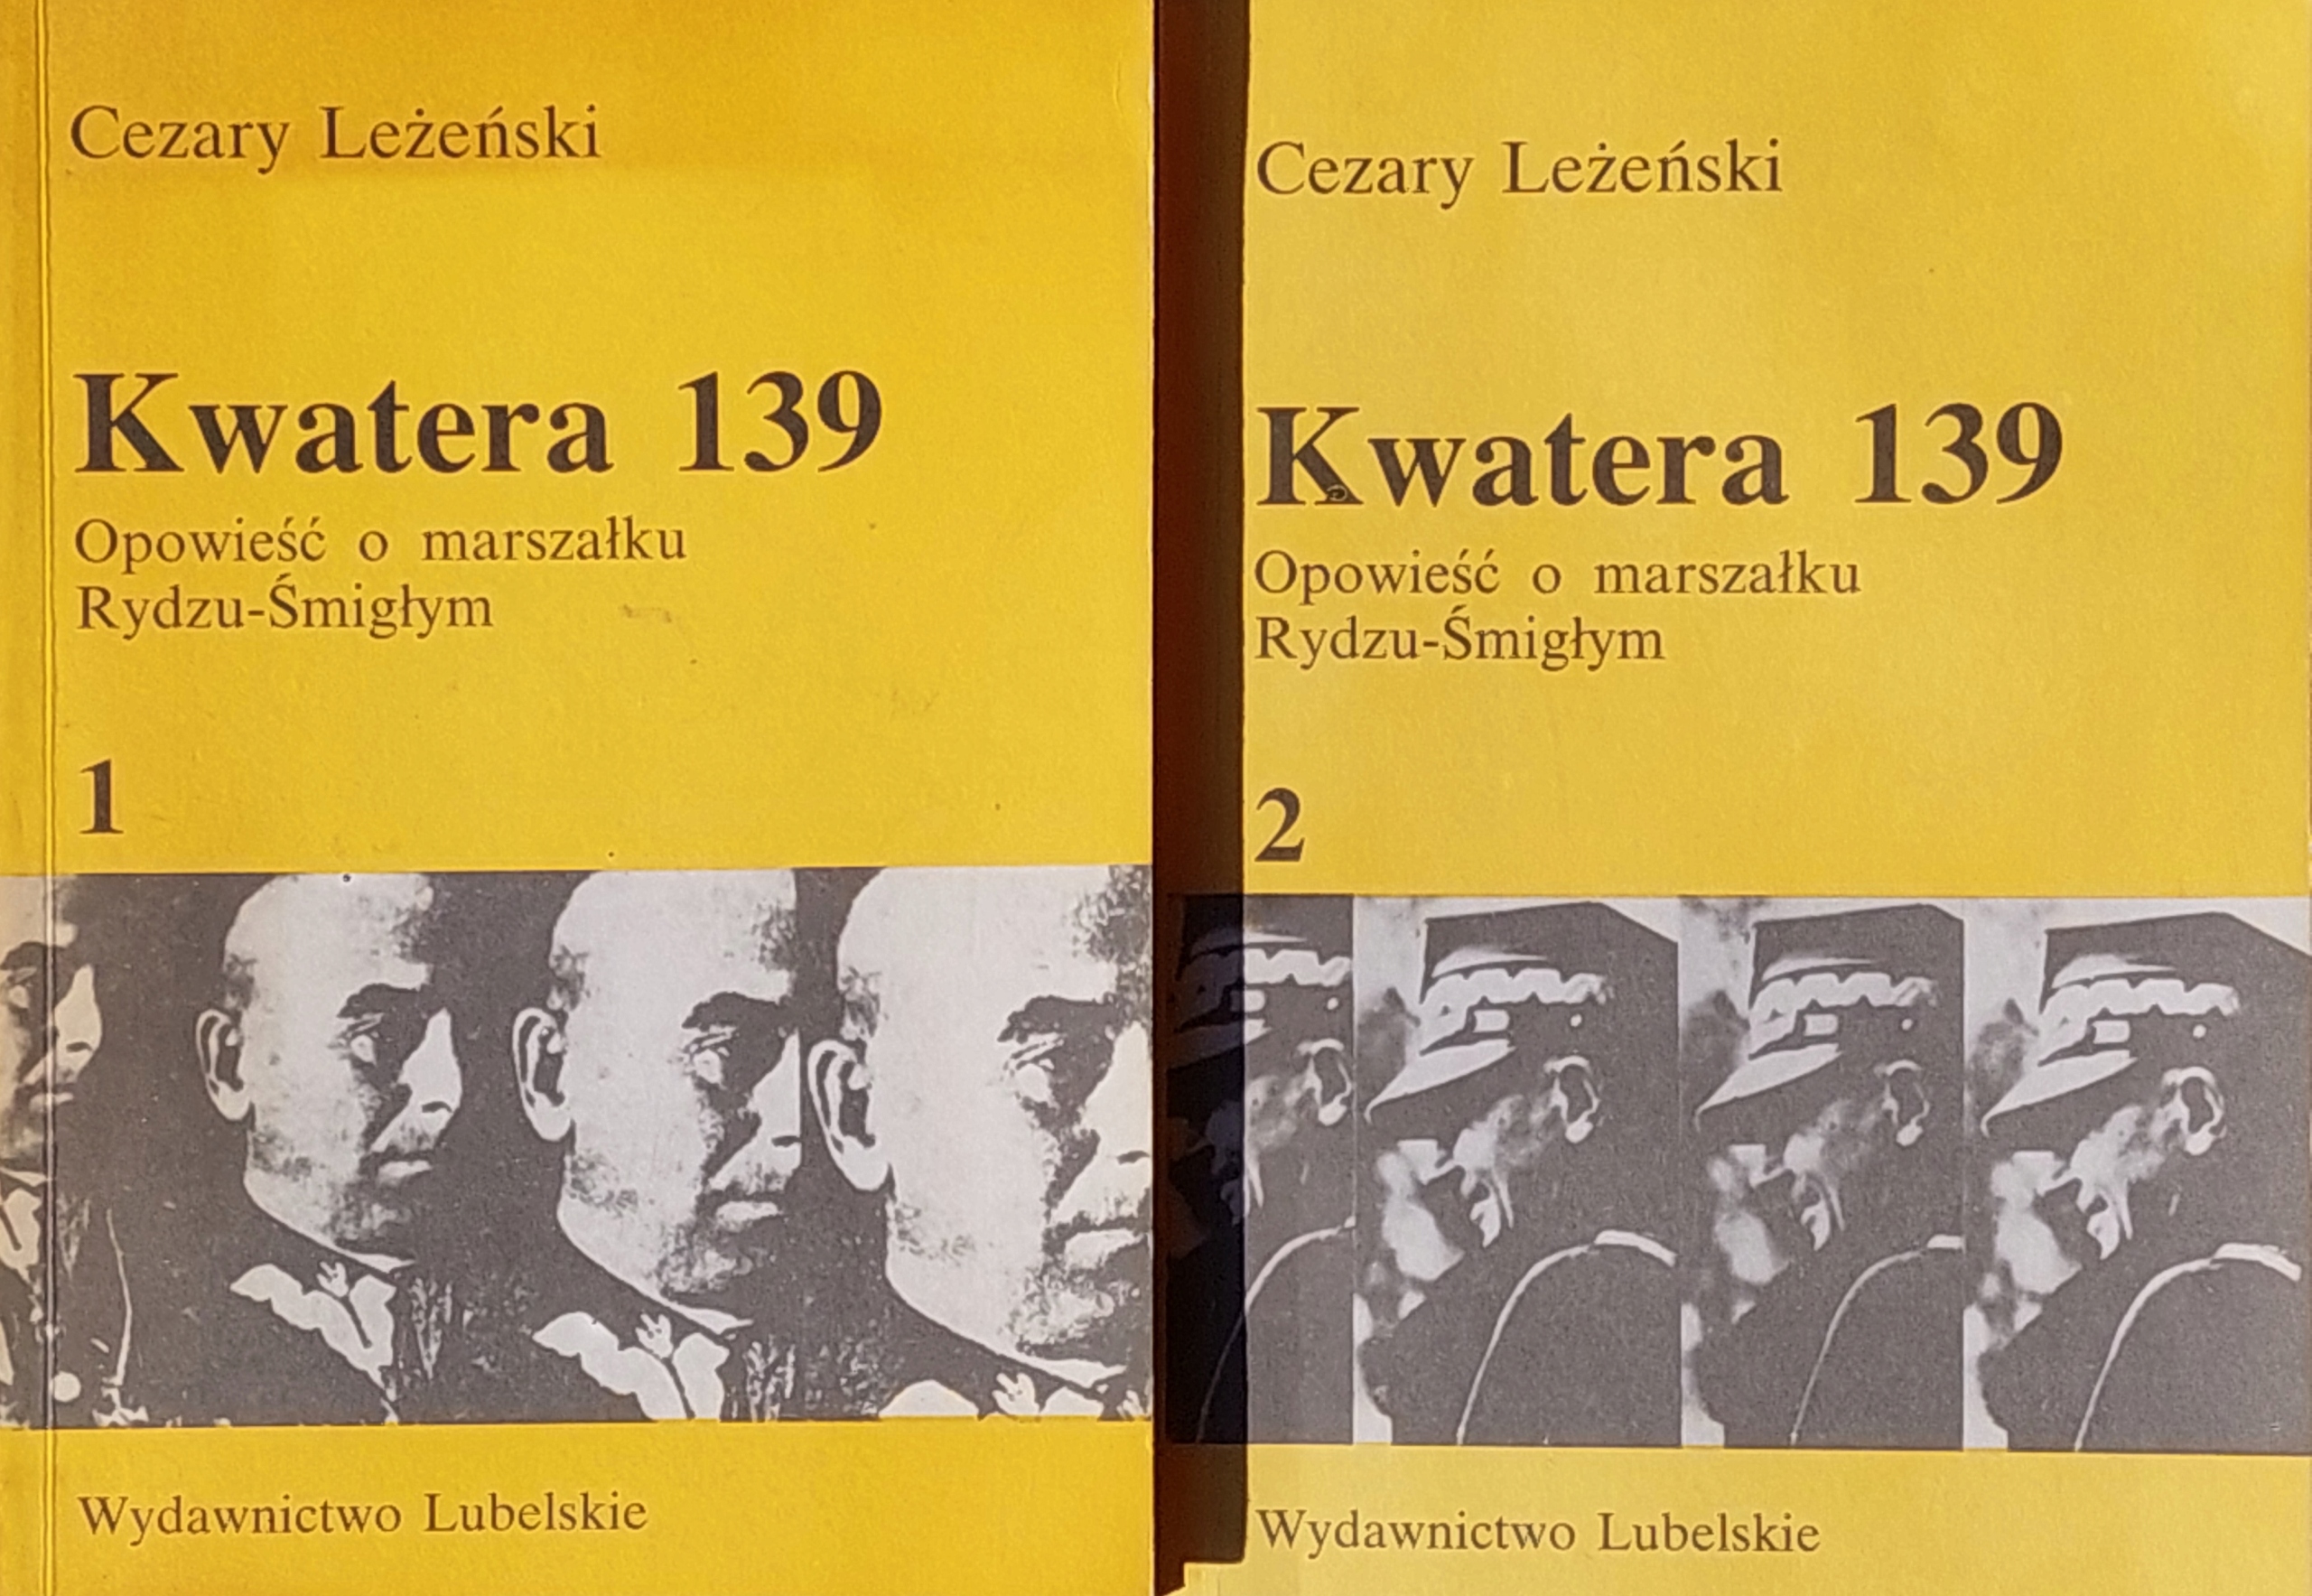 Cezary Leżeński
Kwatera 139
Opowieść o marszałku
Rydzu-Śmigłym
1
Wydawnictwo Lubelskie
Cezary Leżeński
Kwatera 139
Opowieść o marszałku
Rydzu-Śmigłym
2
Wydawnictwo Lubelskie